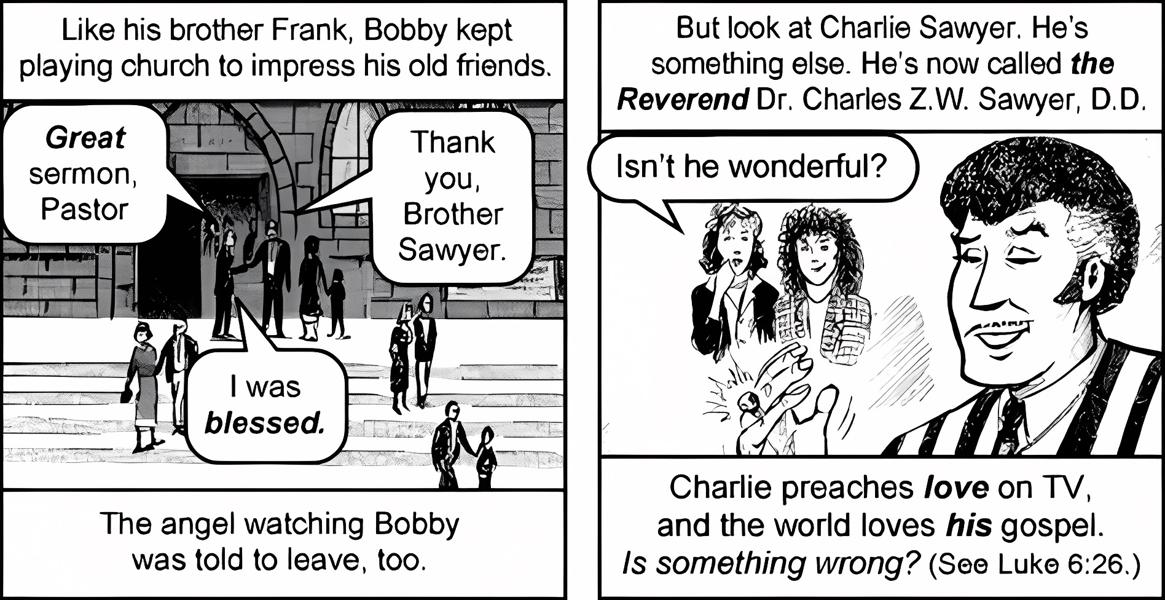 Like his brother Frank, Bobby kept
playing church to impress his old friends.
Great
sermon,
Pastor
Thank
you,
Brother
Sawyer.
I was
blessed.
The angel watching Bobby
was told to leave, too.
But look at Charlie Sawyer. He's
something else. He's now called the
Reverend Dr. Charles Z.W. Sawyer, D.D.
Isn't he wonderful?
Charlie preaches love on TV,
and the world loves his gospel.
Is something wrong? (See Luke 6:26.)